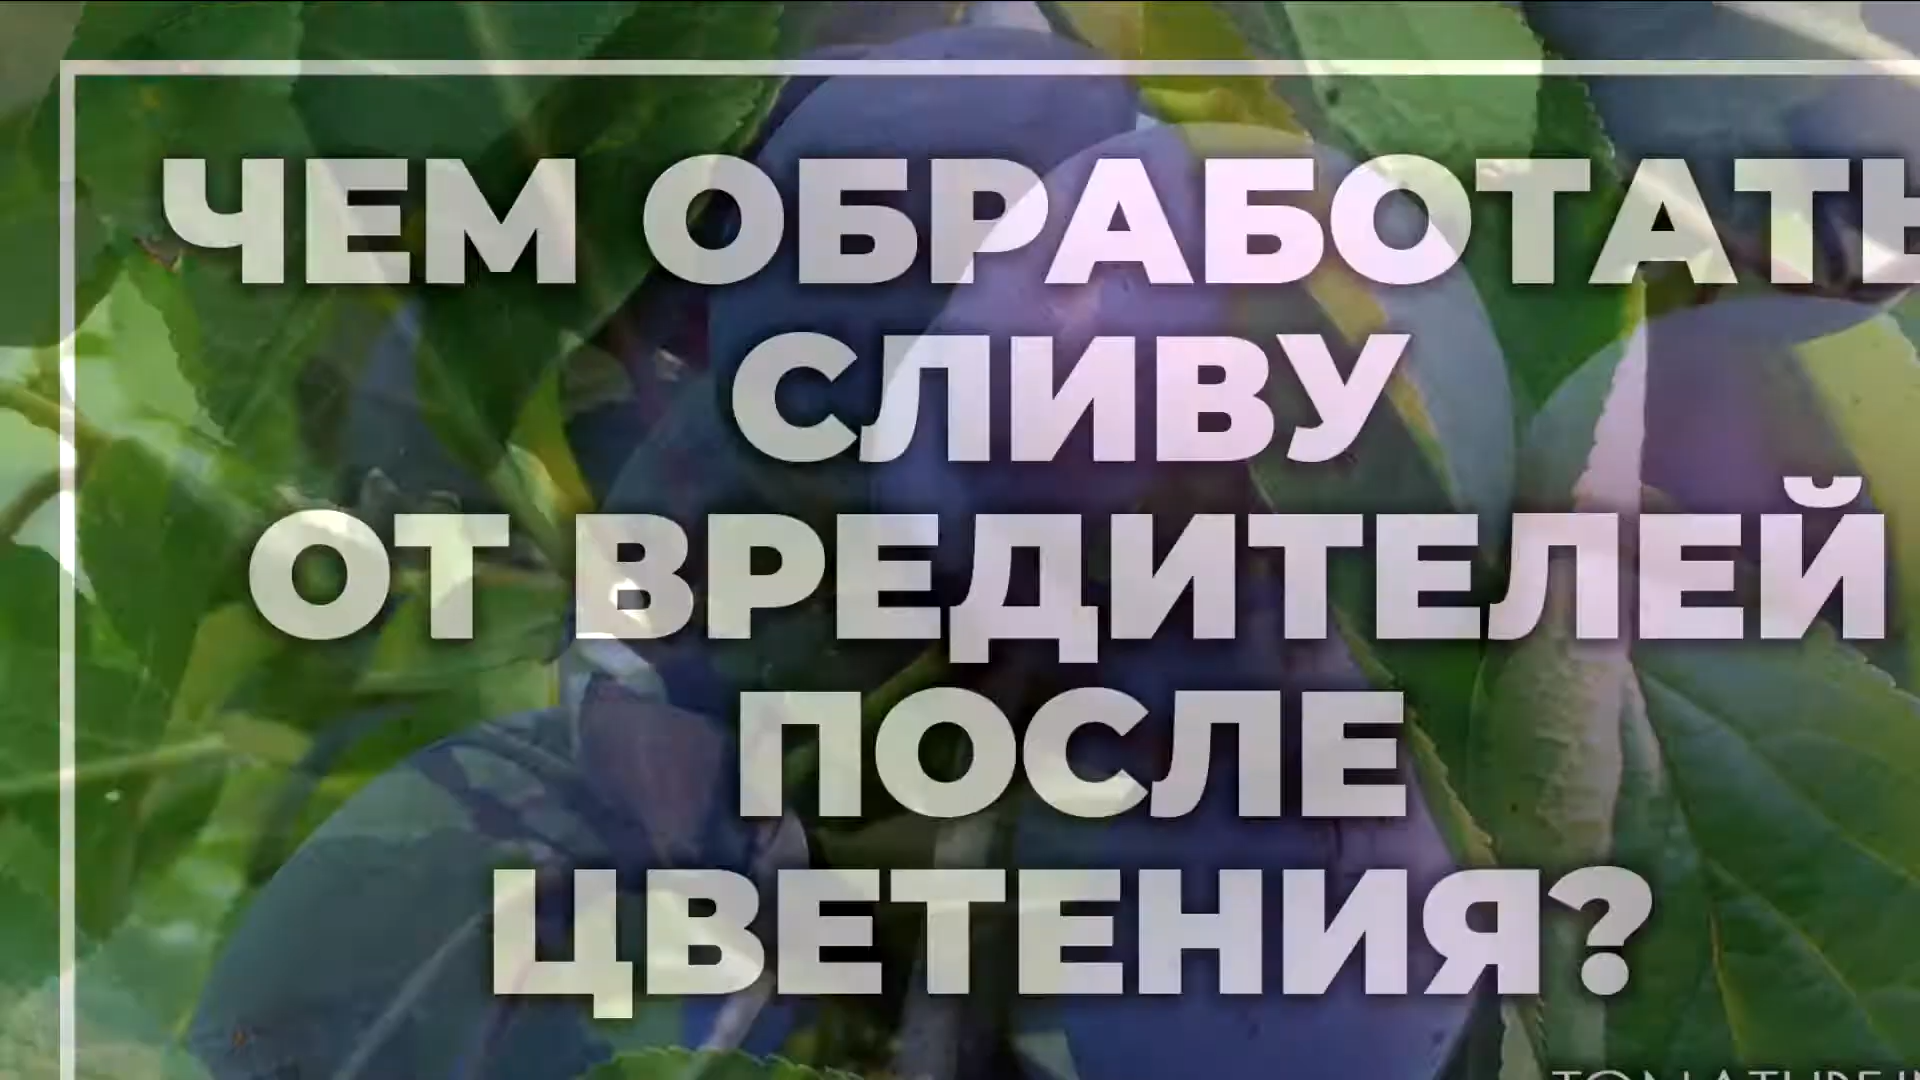 ЧЕМ ОБРАБОТАТЬ
СЛИВУ
ОТ ВРЕДИТЕЛЕЙ
ПОСЛЕ
ЦВЕТЕНИЯ?